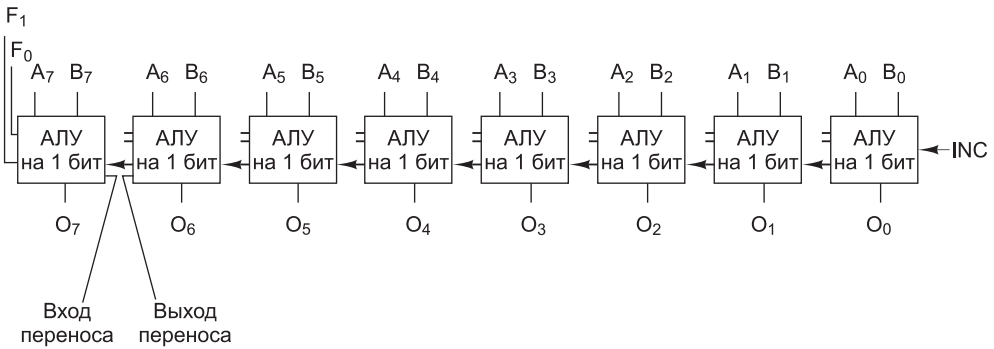 F1
F0
A7 B7 A6 B6 A5 B5 A4 B4 A3 B3 A2 B2 A1 B1 A0 B0
АЛУ АЛУ АЛУ АЛУ АЛУ АЛУ АЛУ АЛУ
на 1 бит на 1 бит на 1 бит на 1 бит на 1 бит на 1 бит на 1 бит на 1 бит INC
O7 O6 O5 O4 O3 O2 O1 O0
Вход Выход
переноса переноса